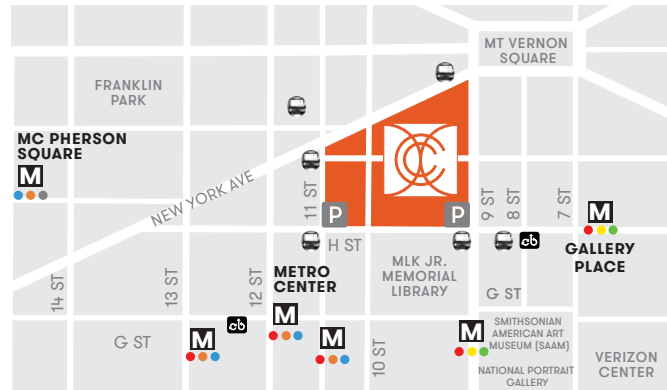 MT VERNON
SQUARE
FRANKLIN
PARK
MC PHERSON
SQUARE
M
NEW YORK AVE
11 ST
P
P
9 ST
8 ST
7 ST
M
GALLERY
PLACE
H ST
cb
METRO
CENTER
MLK JR.
MEMORIAL
LIBRARY
G ST
14 ST
13 ST
12 ST
M
cb
G ST
M
M
10 ST
M
SMITHSONIAN
AMERICAN ART
MUSEUM (SAAM)
NATIONAL PORTRAIT
GALLERY
VERIZON
CENTER